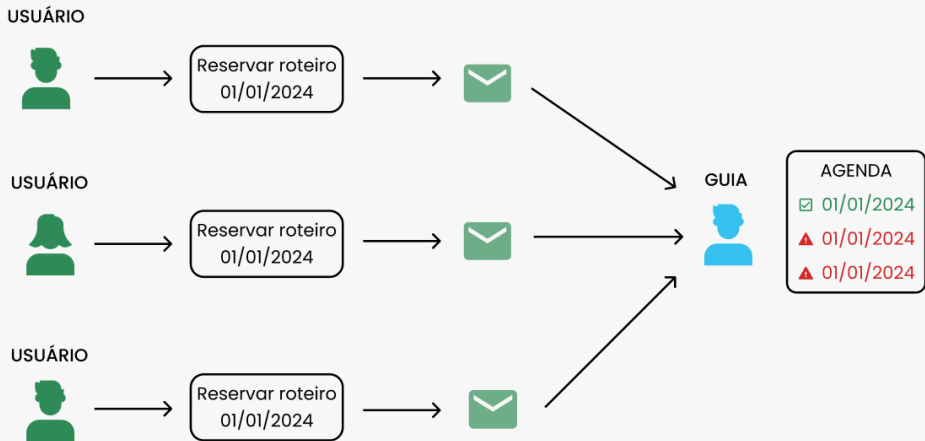 USUÁRIO
Reservar roteiro
01/01/2024
USUÁRIO
Reservar roteiro
01/01/2024
USUÁRIO
Reservar roteiro
01/01/2024
GUIA
AGENDA
01/01/2024
01/01/2024
01/01/2024